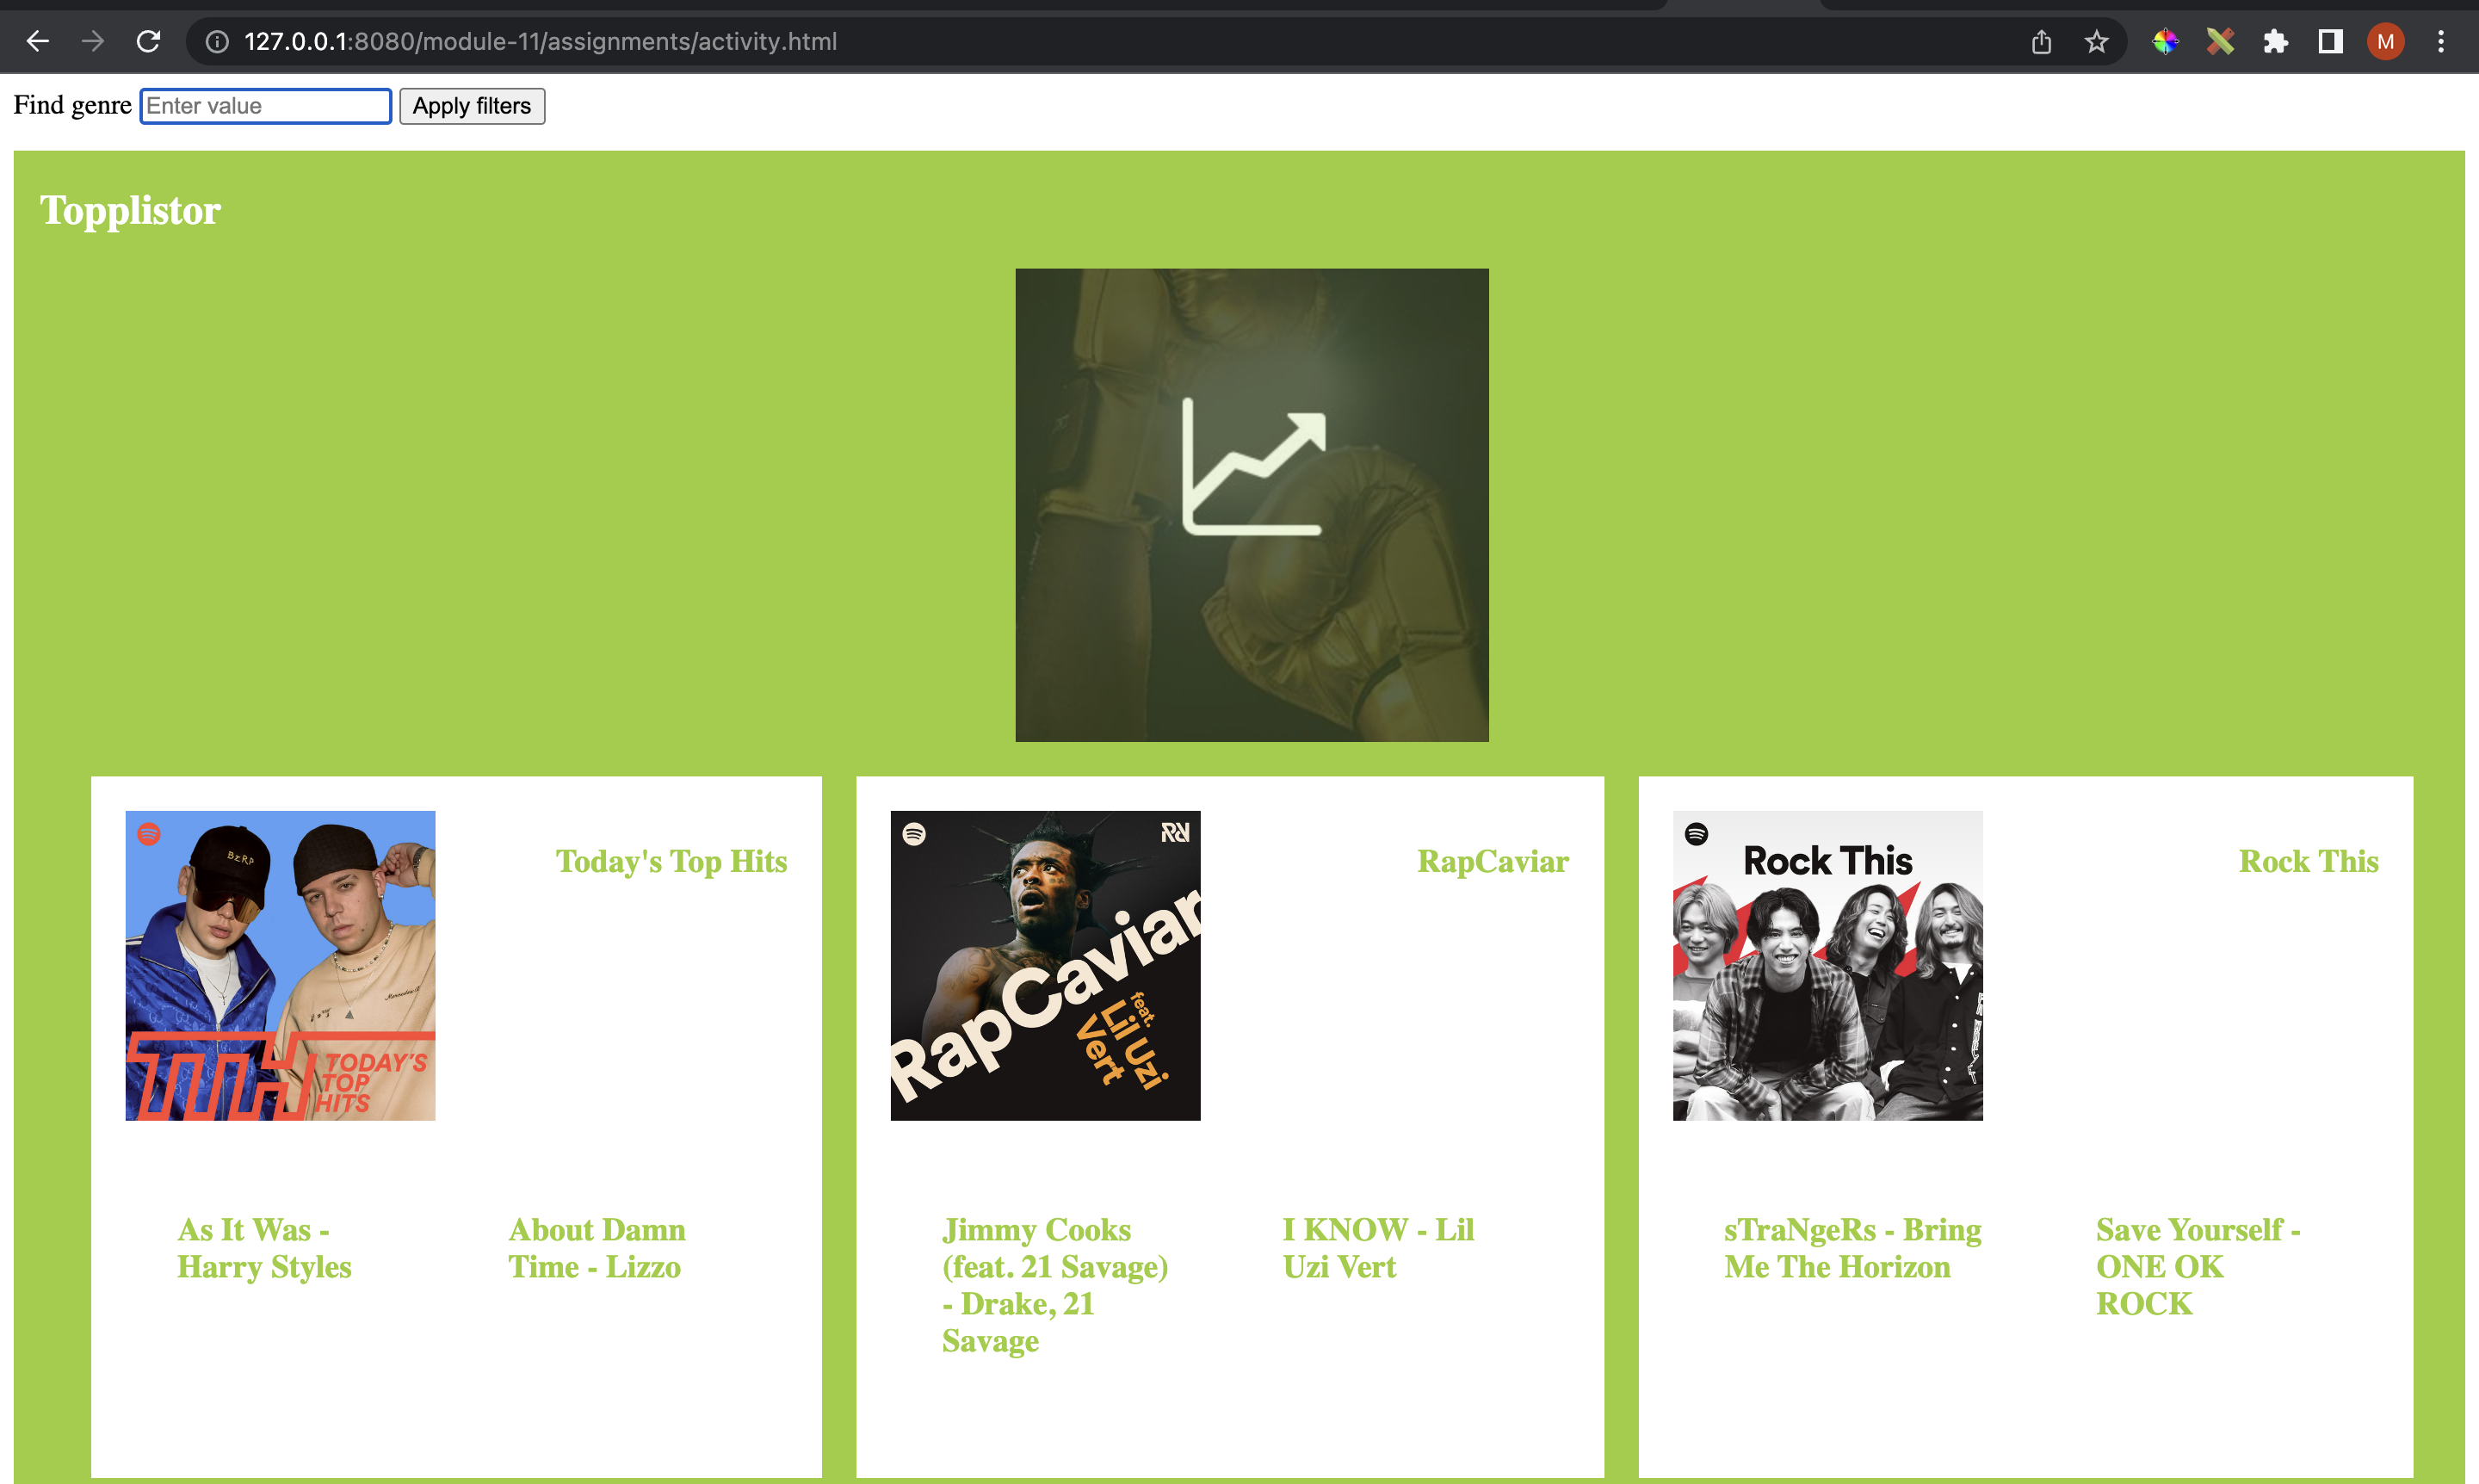 127.0.0.1:8080/module-11/assignments/activity.html
M
Find genre Enter value Apply filters
Topplistor
BZRP
TODAY'S
TOP
HITS
Today's Top Hits
RapCaviar
feat.
Lil Uzi
Vert
RapCaviar
Rock This
Rock This
As It Was -
Harry Styles
About Damn
Time - Lizzo
Jimmy Cooks
(feat. 21 Savage)
- Drake, 21
Savage
I KNOW - Lil
Uzi Vert
sTraNgeRs - Bring
Me The Horizon
Save Yourself -
ONE OK
ROCK